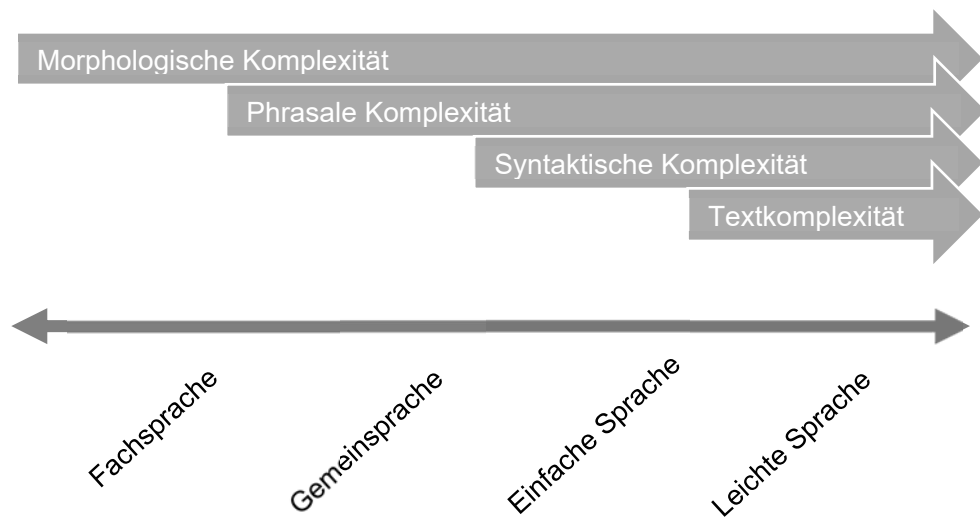 Morphologische Komplexität
Phrasale Komplexität
Syntaktische Komplexität
Textkomplexität
Fachsprache
Gemeinsprache
Einfache Sprache
Leichte Sprache